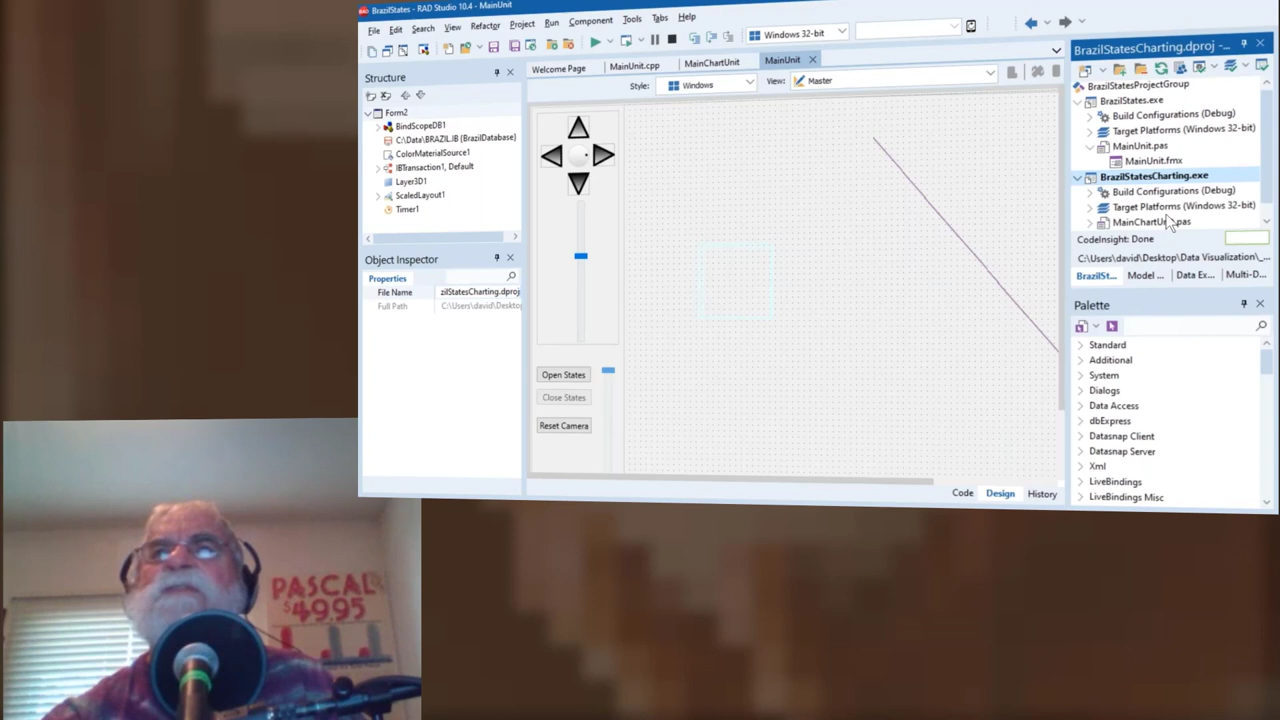 BrazilStates - RAD Studio 10.4 - MainUnit
File Edit Search View Refactor Project Run Component Tools Tabs Help
Windows 32-bit
Structure
Form2
BindScopeDB1
C:\Data\BRAZIL.IB {BrazilDatabase}
ColorMaterialSource1
IBTransaction1, Default
Layer3D1
ScaledLayout1
Timer1
Object Inspector
Properties
File Name zilStatesCharting.dproj
Full Path C:\Users\david\Deskto
Welcome Page MainUnit.cpp MainChartUnit MainUnit
Style: Windows View: Master
Open States
Close States
Reset Camera
Code Design History
BrazilStatesCharting.dproj -...
BrazilStatesProjectGroup
BrazilStates.exe
Build Configurations (Debug)
Target Platforms (Windows 32-bit)
MainUnit.pas
MainUnit.fmx
BrazilStatesCharting.exe
Build Configurations (Debug)
Target Platforms (Windows 32-bit)
CodeInsight: Done
C:\Users\david\Desktop\Data Visualization\_...
BrazilSt... Model ... Data Ex... Multi-D...
Palette
Standard
Additional
System
Dialogs
Data Access
dbExpress
Datasnap Client
Datasnap Server
Xml
LiveBindings
LiveBindings Misc
PASCAL
$49.95